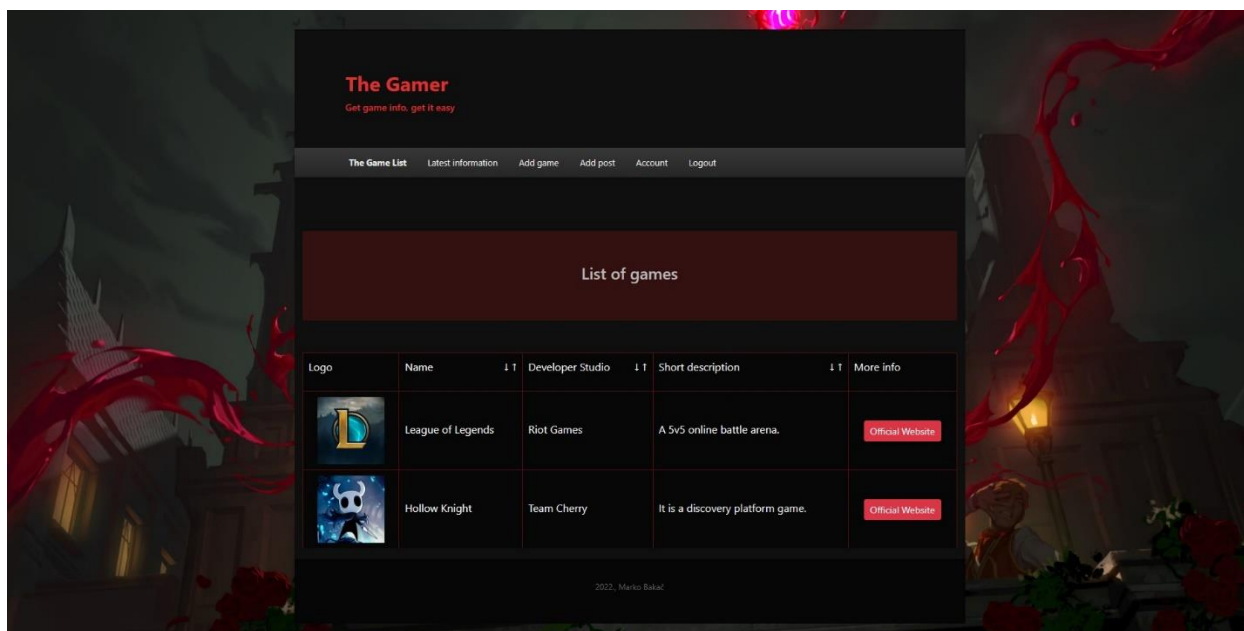 The Gamer
Get game info, get it easy
The Game List Latest information Add game Add post Account Logout
List of games
Logo Name ↓↑ Developer Studio ↓↑ Short description ↓↑ More info
League of Legends Riot Games A 5v5 online battle arena. Official Website
Hollow Knight Team Cherry It is a discovery platform game. Official Website
2022., Marko Bakač